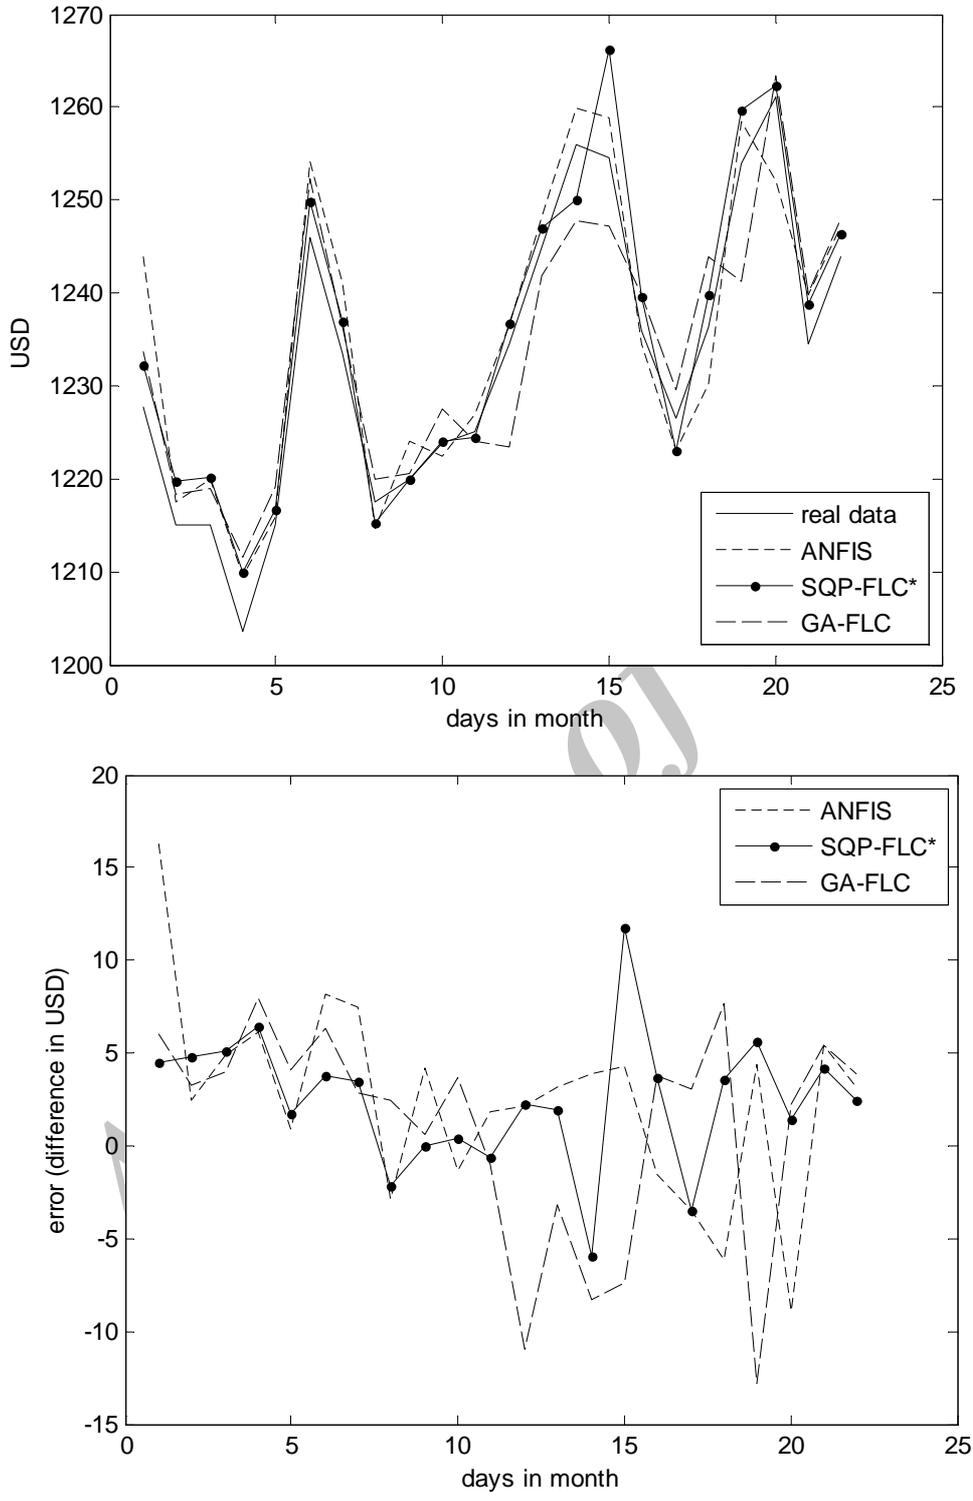 1270
1260
1250
1240
1230
1220
1210
1200
USD
real data
ANFIS
SQP-FLC*
GA-FLC
0 5 10 15 20 25
days in month
20
15
10
5
0
-5
-10
-15
error (difference in USD)
ANFIS
SQP-FLC*
GA-FLC
0 5 10 15 20 25
days in month